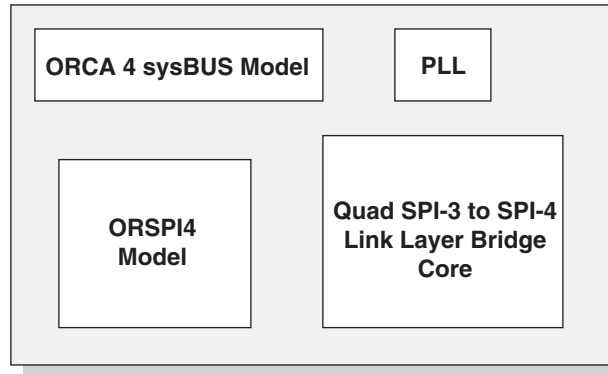 ORCA 4 sysBUS Model
PLL
ORSPI4
Model
Quad SPI-3 to SPI-4
Link Layer Bridge
Core